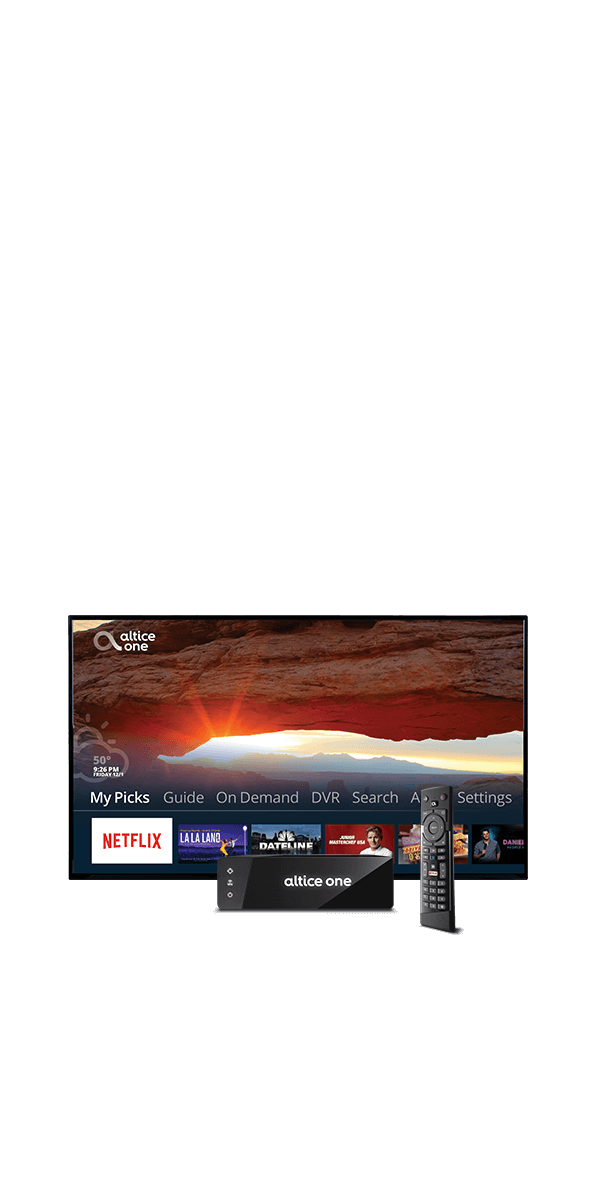 altice
one
50°
9:26 PM
FRIDAY 12/1
My Picks Guide On Demand DVR Search Settings
NETFLIX
LA LA LAND
DATELINE
JUNIOR
MASTERCHEF USA
DANIEL
altice one